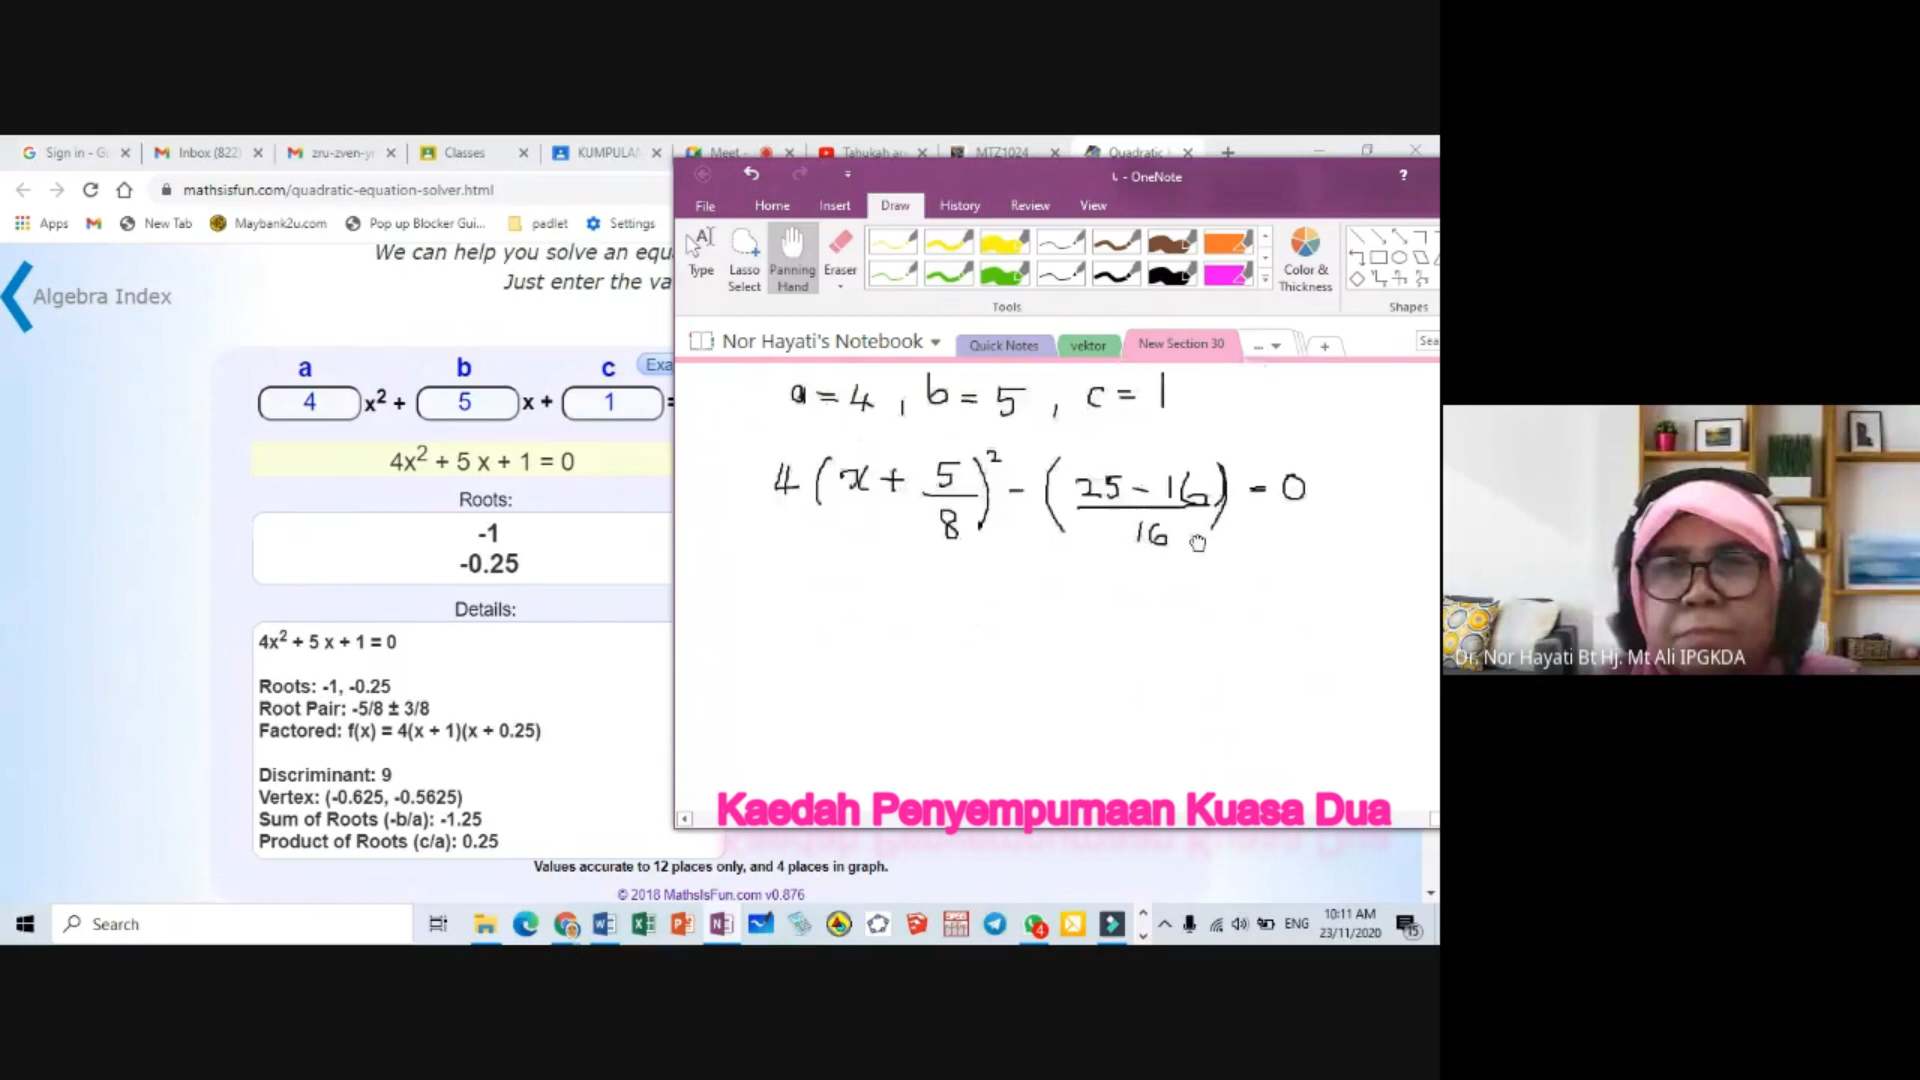 Sign in - G
Inbox (822)
zru-zven-yr
Classes
KUMPULA
Meet -
Tahukah a
MTZ1024
Quadratic
mathsisfun.com/quadratic-equation-solver.html
Apps
New Tab
Maybank2u.com
Pop up Blocker Gui...
padlet
Settings
We can help you solve an equ
Just enter the va
Algebra Index
a b c Exa
4 x² + 5 x + 1 =
4x² + 5 x + 1 = 0
Roots:
-1
-0.25
Details:
4x² + 5 x + 1 = 0
Roots: -1, -0.25
Root Pair: -5/8 ± 3/8
Factored: f(x) = 4(x + 1)(x + 0.25)
Discriminant: 9
Vertex: (-0.625, -0.5625)
Sum of Roots (-b/a): -1.25
Product of Roots (c/a): 0.25
Values accurate to 12 places only, and 4 places in graph.
© 2018 MathsIsFun.com v0.876
- OneNote ?
File Home Insert Draw History Review View
Type
Lasso Select
Panning Hand
Eraser
Color & Thickness
Tools
Shapes
Nor Hayati's Notebook
Quick Notes
vektor
New Section 30
...
+
Sea
a = 4 , b = 5 , c = 1
4 (x + 5/8)² - (25 - 16 / 16) = 0
Kaedah Penyempurnaan Kuasa Dua
Dr. Nor Hayati Bt Hj. Mt Ali IPGKDA
Search
4
ENG
10:11 AM
23/11/2020
15